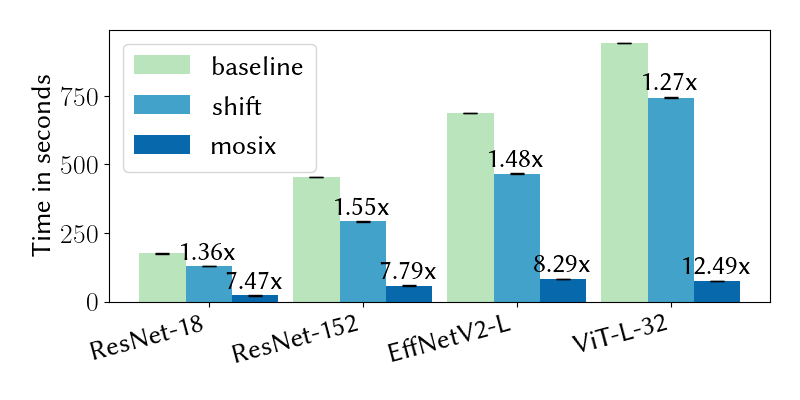 baseline
shift
mosix
Time in seconds
750
500
250
0
1.36x
7.47x
1.55x
7.79x
1.48x
8.29x
1.27x
12.49x
ResNet-18
ResNet-152
EffNetV2-L
ViT-L-32